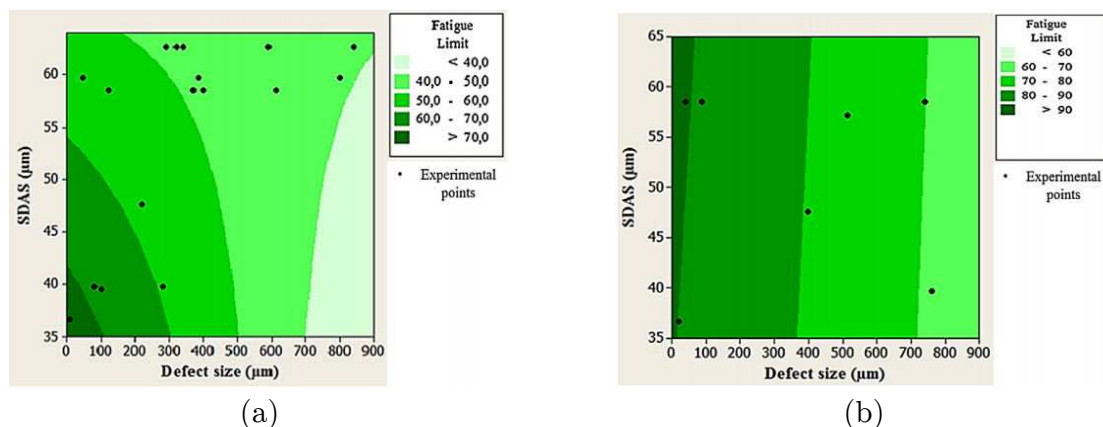 Fatigue
Limit
< 40,0
40,0 - 50,0
50,0 - 60,0
60,0 - 70,0
> 70,0
Experimental
points
60
55
50
45
40
35
SDAS (µm)
0 100 200 300 400 500 600 700 800 900
Defect size (µm)
(a)
Fatigue
Limit
< 60
60 - 70
70 - 80
80 - 90
> 90
Experimental
points
65
60
55
50
45
40
35
SDAS (µm)
0 100 200 300 400 500 600 700 800 900
Defect size (µm)
(b)